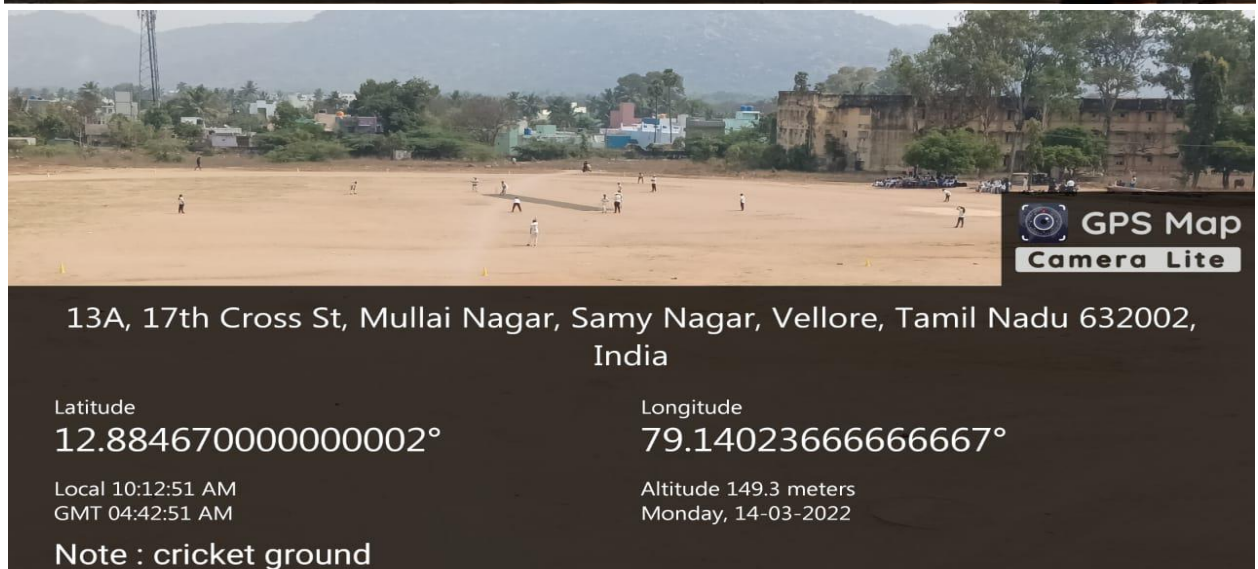 GPS Map
Camera Lite
13A, 17th Cross St, Mullai Nagar, Samy Nagar, Vellore, Tamil Nadu 632002,
India
Latitude
12.884670000000002°
Longitude
79.14023666666667°
Local 10:12:51 AM
GMT 04:42:51 AM
Altitude 149.3 meters
Monday, 14-03-2022
Note : cricket ground